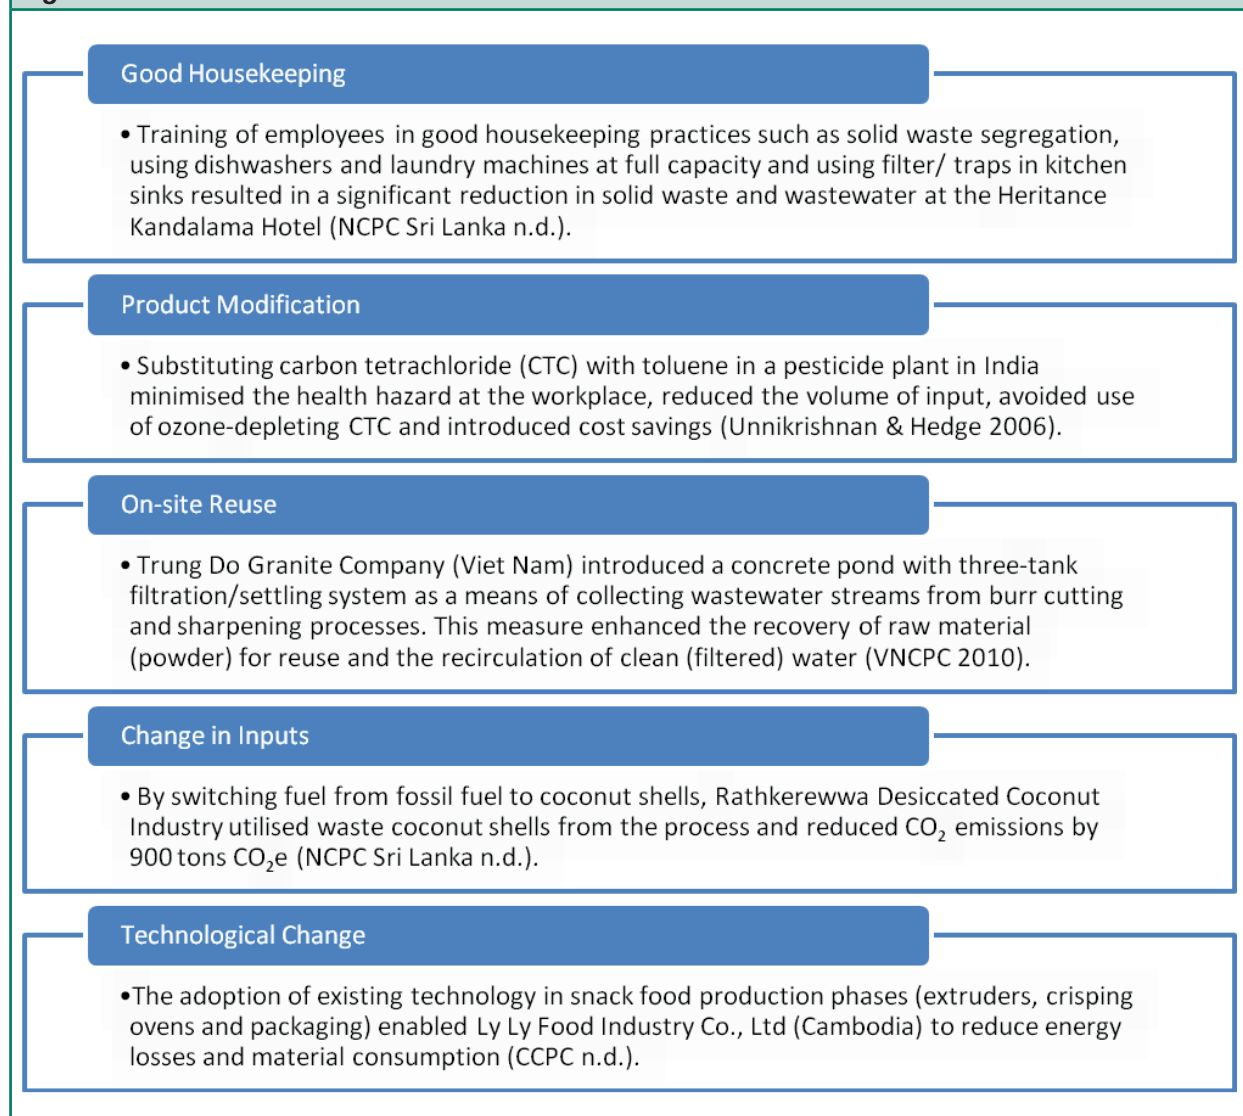 Good Housekeeping
• Training of employees in good housekeeping practices such as solid waste segregation,
using dishwashers and laundry machines at full capacity and using filter/ traps in kitchen
sinks resulted in a significant reduction in solid waste and wastewater at the Heritance
Kandalama Hotel (NCPC Sri Lanka n.d.).
Product Modification
• Substituting carbon tetrachloride (CTC) with toluene in a pesticide plant in India
minimised the health hazard at the workplace, reduced the volume of input, avoided use
of ozone-depleting CTC and introduced cost savings (Unnikrishnan & Hedge 2006).
On-site Reuse
• Trung Do Granite Company (Viet Nam) introduced a concrete pond with three-tank
filtration/settling system as a means of collecting wastewater streams from burr cutting
and sharpening processes. This measure enhanced the recovery of raw material
(powder) for reuse and the recirculation of clean (filtered) water (VNCPC 2010).
Change in Inputs
• By switching fuel from fossil fuel to coconut shells, Rathkerewwa Desiccated Coconut
Industry utilised waste coconut shells from the process and reduced CO₂ emissions by
900 tons CO₂e (NCPC Sri Lanka n.d.).
Technological Change
•The adoption of existing technology in snack food production phases (extruders, crisping
ovens and packaging) enabled Ly Ly Food Industry Co., Ltd (Cambodia) to reduce energy
losses and material consumption (CCPC n.d.).